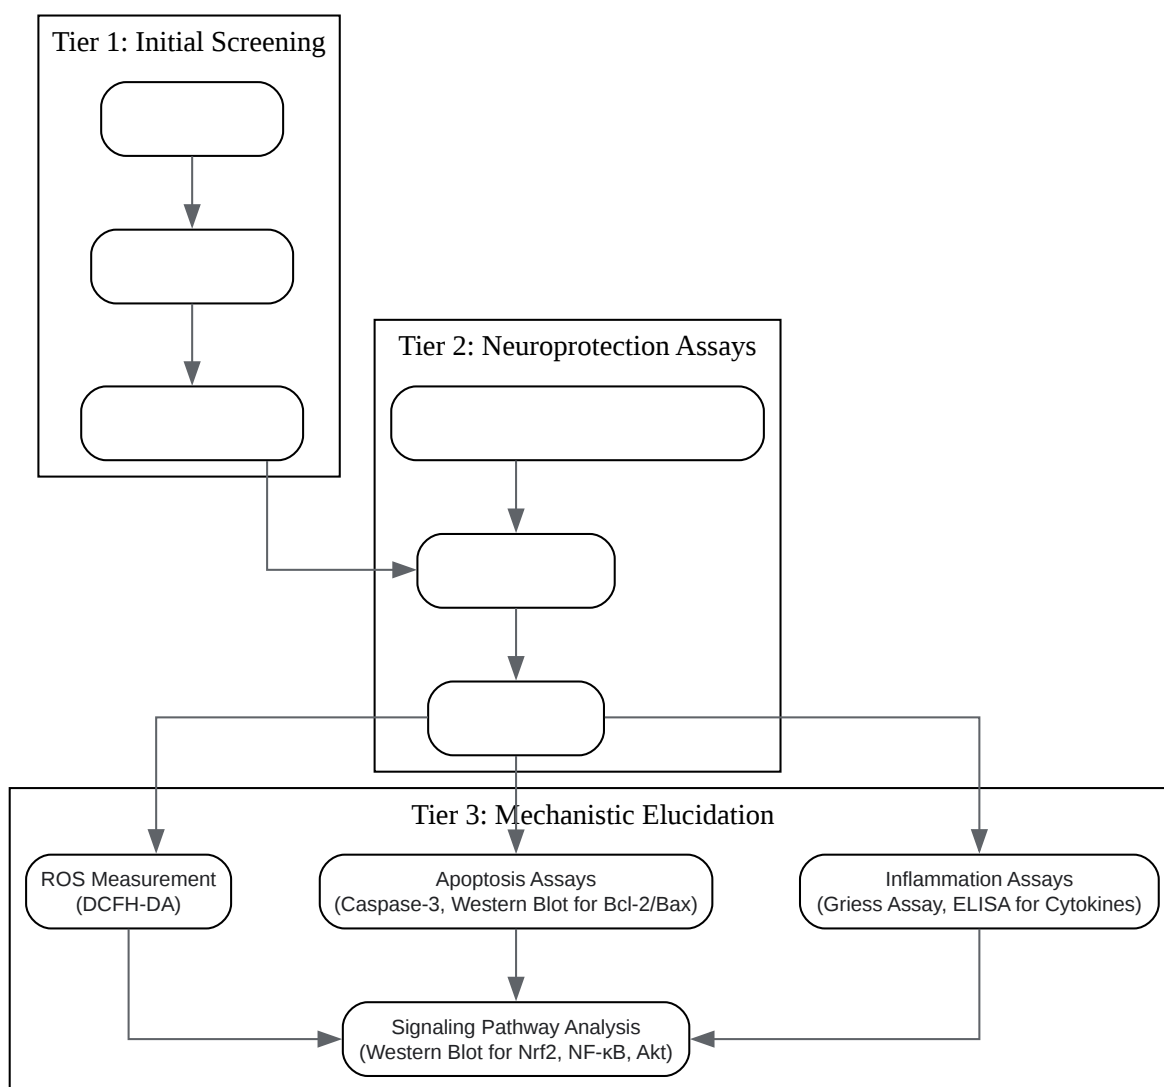 Tier 1: Initial Screening
Tier 2: Neuroprotection Assays
Tier 3: Mechanistic Elucidation
ROS Measurement
(DCFH-DA)
Apoptosis Assays
(Caspase-3, Western Blot for Bcl-2/Bax)
Inflammation Assays
(Griess Assay, ELISA for Cytokines)
Signaling Pathway Analysis
(Western Blot for Nrf2, NF-κB, Akt)